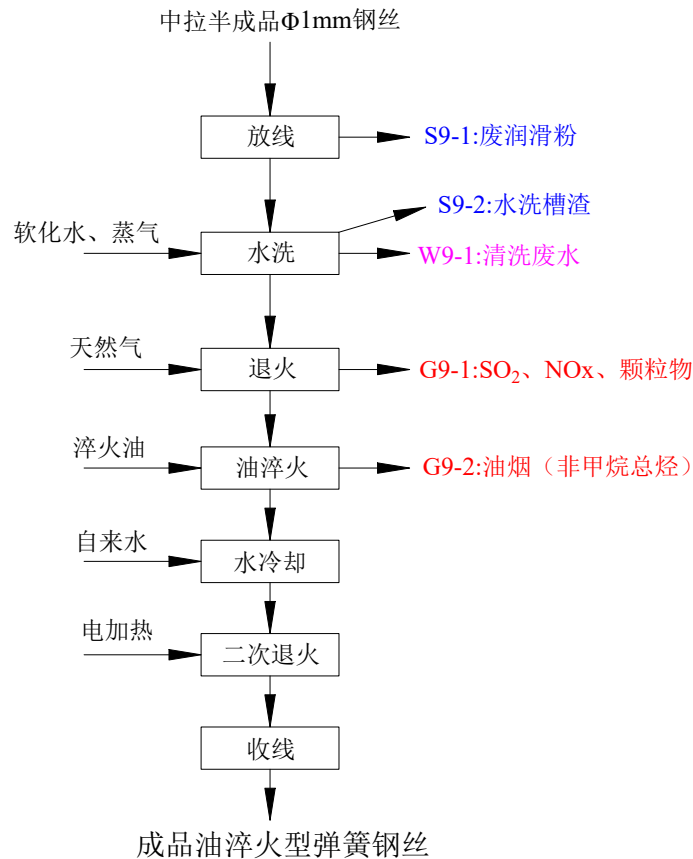 中拉半成品Φ1mm钢丝
放线
S9-1:废润滑粉
S9-2:水洗槽渣
软化水、蒸气
水洗
W9-1:清洗废水
天然气
退火
G9-1:SO₂、NOx、颗粒物
淬火油
油淬火
G9-2:油烟（非甲烷总烃）
自来水
水冷却
电加热
二次退火
收线
成品油淬火型弹簧钢丝